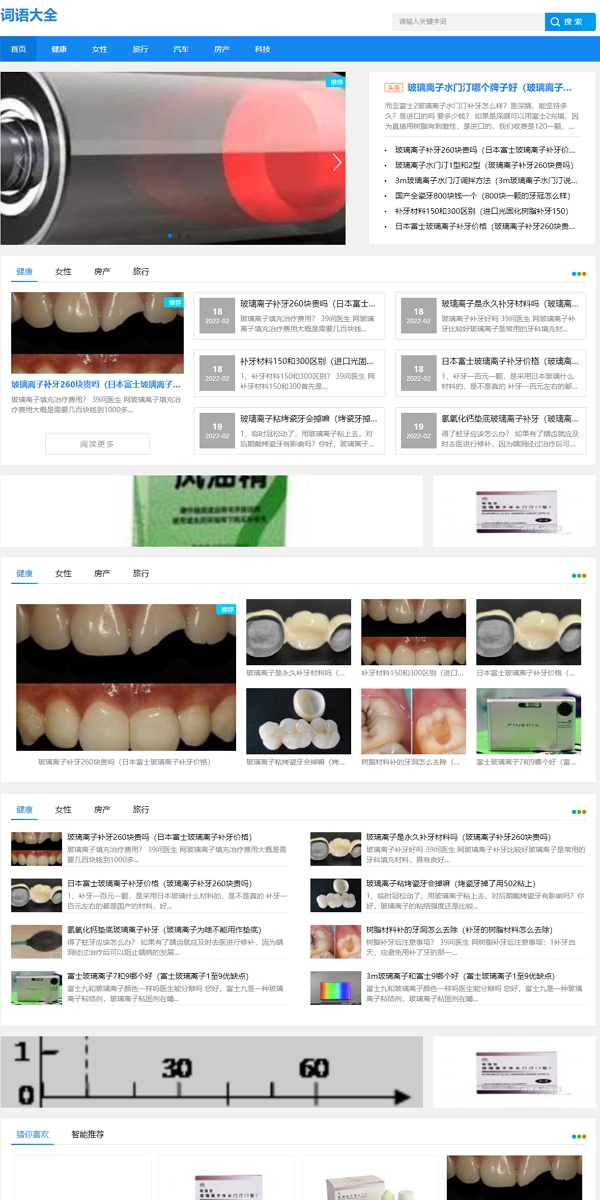 词语大全
请输入关键字词
搜 索
首页 健康 女性 旅行 汽车 房产 科技
推荐
头条 玻璃离子水门汀哪个牌子好（玻璃离子...
而至富士2玻璃离子水门汀补牙怎么样？是深龋，能坚持多
久？是进口的吗 要多少钱？ 如果是深龋可以用富士2充填，因
为直接用树脂有刺激性，是进口的，我们收费是120一颗，...
玻璃离子补牙260块贵吗（日本富士玻璃离子补牙价...
玻璃离子水门汀1型和2型（玻璃离子补牙260块贵吗）
3m玻璃离子水门汀调拌方法（3m玻璃离子水门汀说...
国产全瓷牙800块钱一个（800块一颗的牙冠怎么样）
补牙材料150和300区别（进口光固化树脂补牙150）
日本富士玻璃离子补牙价格（玻璃离子补牙260块贵...
健康 女性 房产 旅行
推荐
玻璃离子补牙260块贵吗（日本富士玻璃离子...
玻璃离子填充治疗费用？ 39问医生 网玻璃离子填充治
疗费用大概是需要几百块钱到1000多...
阅读更多
18
2022-02
玻璃离子补牙260块贵吗（日本富士...
玻璃离子填充治疗费用？ 39问医生 网玻璃
离子填充治疗费用大概是需要几百块钱...
18
2022-02
玻璃离子是永久补牙材料吗（玻璃离...
玻璃离子补牙好吗 39问医生 网玻璃离子补
牙比较好玻璃离子是常用的牙科填充材...
18
2022-02
补牙材料150和300区别（进口光固...
1、玻璃离子补牙150和300区别？ 39问医生 网
补牙材料150和300首先是...
18
2022-02
日本富士玻璃离子补牙价格（玻璃离...
1、补牙一百元一颗，是采用日本玻璃什么
材料的，是不是真的 补牙一百元左右的都...
19
2022-02
玻璃离子粘烤瓷牙会掉嘛（烤瓷牙掉...
1、临时冠松动了，用玻璃离子粘上去，对
后期戴烤瓷牙有影响吗？你好，玻璃离子...
19
2022-02
氢氧化钙垫底玻璃离子补牙（玻璃离...
得了蛀牙应该怎么办？ 如果有了龋齿就应及
时去医进行修补，因为龋洞经过治疗后可...
风油精
健康 女性 房产 旅行
推荐
玻璃离子补牙260块贵吗（日本富士玻璃离子补牙价格）
玻璃离子是永久补牙材料吗（...
补牙材料150和300区别（进口...
日本富士玻璃离子补牙价格（...
玻璃离子粘烤瓷牙会掉嘛（烤...
树脂材料补的牙洞怎么去除（...
FINEPIX
富士玻璃离子7和9哪个好（富...
健康 女性 房产 旅行
玻璃离子补牙260块贵吗（日本富士玻璃离子补牙价格）
玻璃离子填充治疗费用？ 39问医生 网玻璃离子填充治疗费用大概是需
要几百块钱到1000多...
玻璃离子是永久补牙材料吗（玻璃离子补牙260块贵吗）
玻璃离子补牙好吗 39问医生 网玻璃离子补牙比较好玻璃离子是常用的
牙科填充材料，具有良好...
日本富士玻璃离子补牙价格（玻璃离子补牙260块贵吗）
1、补牙一百元一颗，是采用日本玻璃什么材料的，是不是真的 补牙一
百元左右的都是国产的材料，好...
玻璃离子粘烤瓷牙会掉嘛（烤瓷牙掉了用502粘上）
1、临时冠松动了，用玻璃离子粘上去，对后期戴烤瓷牙有影响吗？你
好，玻璃离子的粘结强度还是比较...
氢氧化钙垫底玻璃离子补牙（玻璃离子为啥不能用作垫底）
得了蛀牙应该怎么办？ 如果有了龋齿就应及时去医进行修补，因为龋
洞经过治疗后可以阻止龋病的发展...
树脂材料补的牙洞怎么去除（补牙的树脂材料怎么去除）
树脂补牙后注意事项？ 39问医生 网树脂补牙后注意事项：1补牙当
天，应避免用补了牙的那一...
富士玻璃离子7和9哪个好（富士玻璃离子1至9优缺点）
富士九和玻璃离子颜色一样吗医生能分辩吗 您好，富士九是一种玻璃
离子粘结剂，玻璃离子粘固剂在睡...
3m玻璃离子和富士9哪个好（富士玻璃离子1至9优缺点）
富士九和玻璃离子颜色一样吗医生能分辩吗 您好，富士九是一种玻璃
离子粘结剂，玻璃离子粘固剂在睡...
1
0
30
60
猜你喜欢 智能推荐